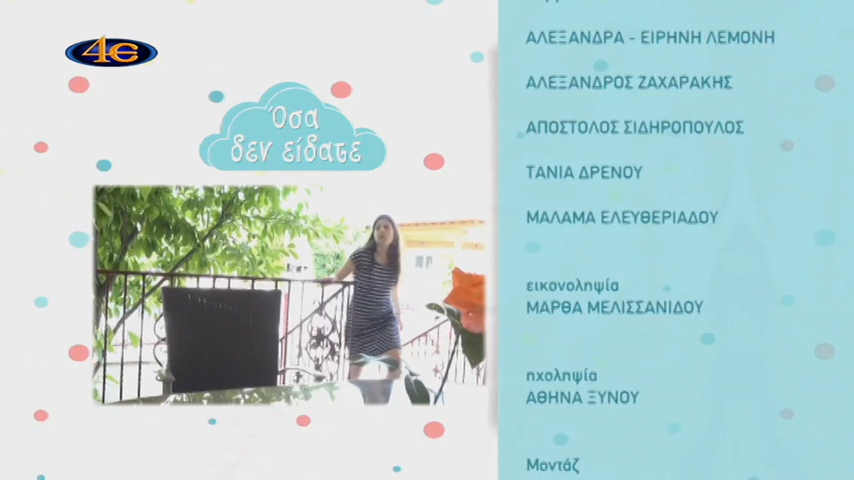 4ε
Όσα
δεν είδατε
ΑΛΕΞΑΝΔΡΑ - ΕΙΡΗΝΗ ΛΕΜΟΝΗ
ΑΛΕΞΑΝΔΡΟΣ ΖΑΧΑΡΑΚΗΣ
ΑΠΟΣΤΟΛΟΣ ΣΙΔΗΡΟΠΟΥΛΟΣ
ΤΑΝΙΑ ΔΡΕΝΟΥ
ΜΑΛΑΜΑ ΕΛΕΥΘΕΡΙΑΔΟΥ
εικονοληψία
ΜΑΡΘΑ ΜΕΛΙΣΣΑΝΙΔΟΥ
ηχοληψία
ΑΘΗΝΑ ΞΥΝΟΥ
Μοντάζ